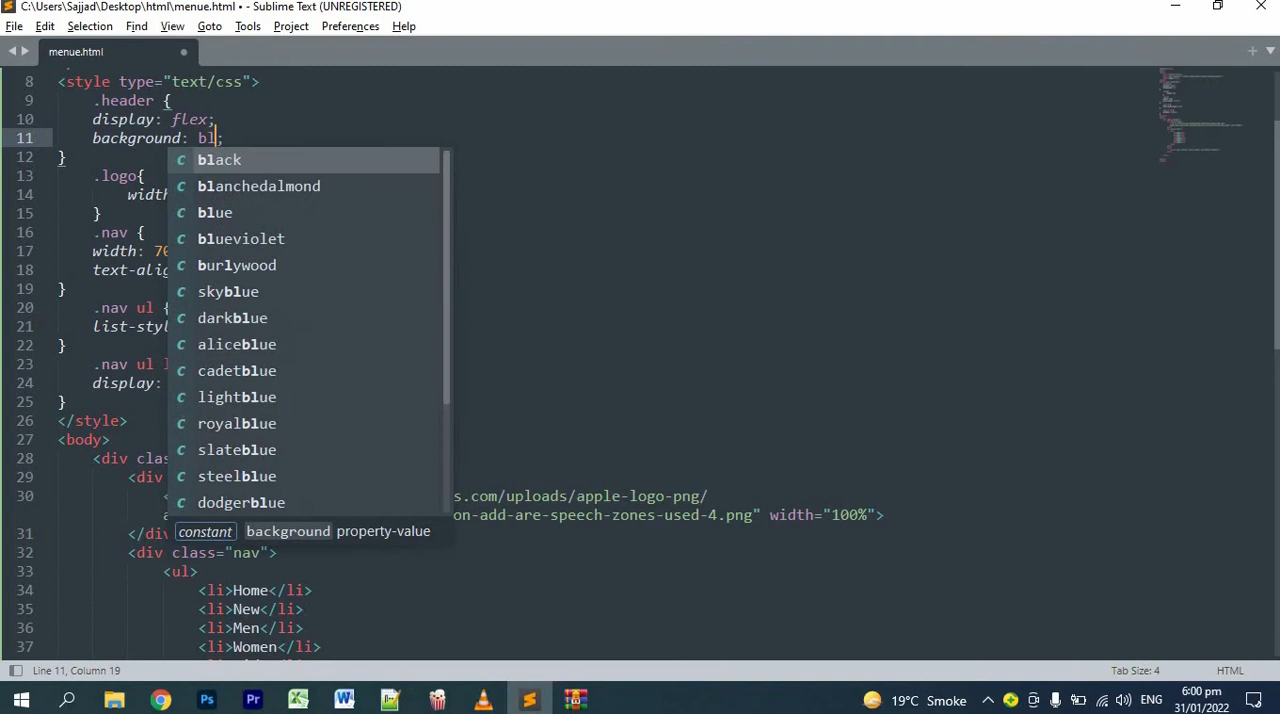 C:\Users\Sajjad\Desktop\html\menue.html • - Sublime Text (UNREGISTERED)
File Edit Selection Find View Goto Tools Project Preferences Help
menue.html
8 <style type="text/css">
9 .header {
10 display: flex;
11 background: bl;
12 }
black
13 .logo{
blanchedalmond
14 width
15 }
blue
16 .nav {
blueviolet
17 width: 70
burlywood
18 text-alig
19 }
skyblue
20 .nav ul {
darkblue
21 list-styl
22 }
aliceblue
23 .nav ul l
cadetblue
24 display:
lightblue
25 }
26 </style>
royalblue
27 <body>
slateblue
28 <div clas
29 <div
steelblue
30 s.com/uploads/apple-logo-png/
dodgerblue
on-add-are-speech-zones-used-4.png" width="100%">
constant background property-value
31 </div
32 <div class="nav">
33 <ul>
34 <li>Home</li>
35 <li>New</li>
36 <li>Men</li>
37 <li>Women</li>
Line 11, Column 19 Tab Size: 4 HTML
19°C Smoke ENG 6:00 pm
31/01/2022